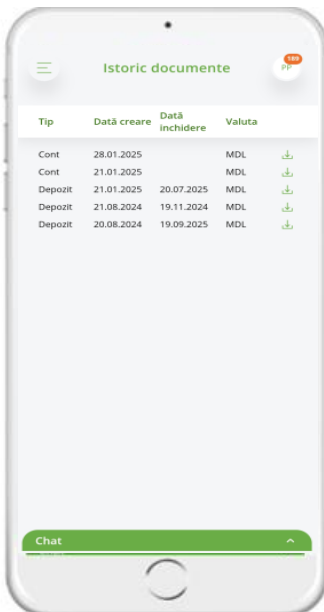 Istoric documente
189
PP
Tip Dată creare Dată închidere Valuta
Cont 28.01.2025 MDL
Cont 21.01.2025 MDL
Depozit 21.01.2025 20.07.2025 MDL
Depozit 21.08.2024 19.11.2024 MDL
Depozit 20.08.2024 19.09.2025 MDL
Chat